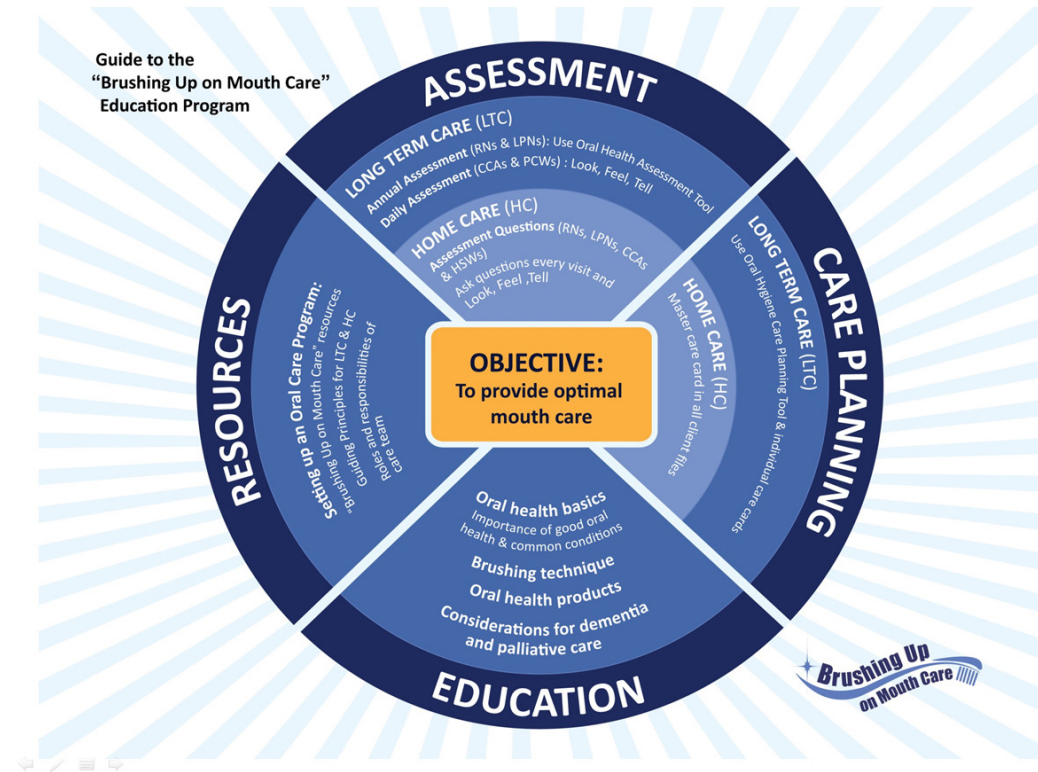 Guide to the
“Brushing Up on Mouth Care”
Education Program
ASSESSMENT
LONG TERM CARE (LTC)
Annual Assessment (RNs & LPNs): Use Oral Health Assessment Tool
Daily Assessment (CCAs & PCWs) : Look, Feel, Tell
HOME CARE (HC)
Assessment Questions (RNs, LPNs, CCAs
& HSWs)
Ask questions every visit and
Look, Feel ,Tell
CARE PLANNING
LONG TERM CARE (LTC)
Use Oral Hygiene Care Planning Tool & Individual care cards
HOME CARE (HC)
Master care card in all client files
OBJECTIVE:
To provide optimal
mouth care
RESOURCES
Setting up an Oral Care Program:
“Brushing Up on Mouth Care” resources
Guiding Principles for LTC & HC
Roles and responsibilities of
care team
Oral health basics
Importance of good oral
health & common conditions
Brushing technique
Oral health products
Considerations for dementia
and palliative care
EDUCATION
Brushing Up
on Mouth Care